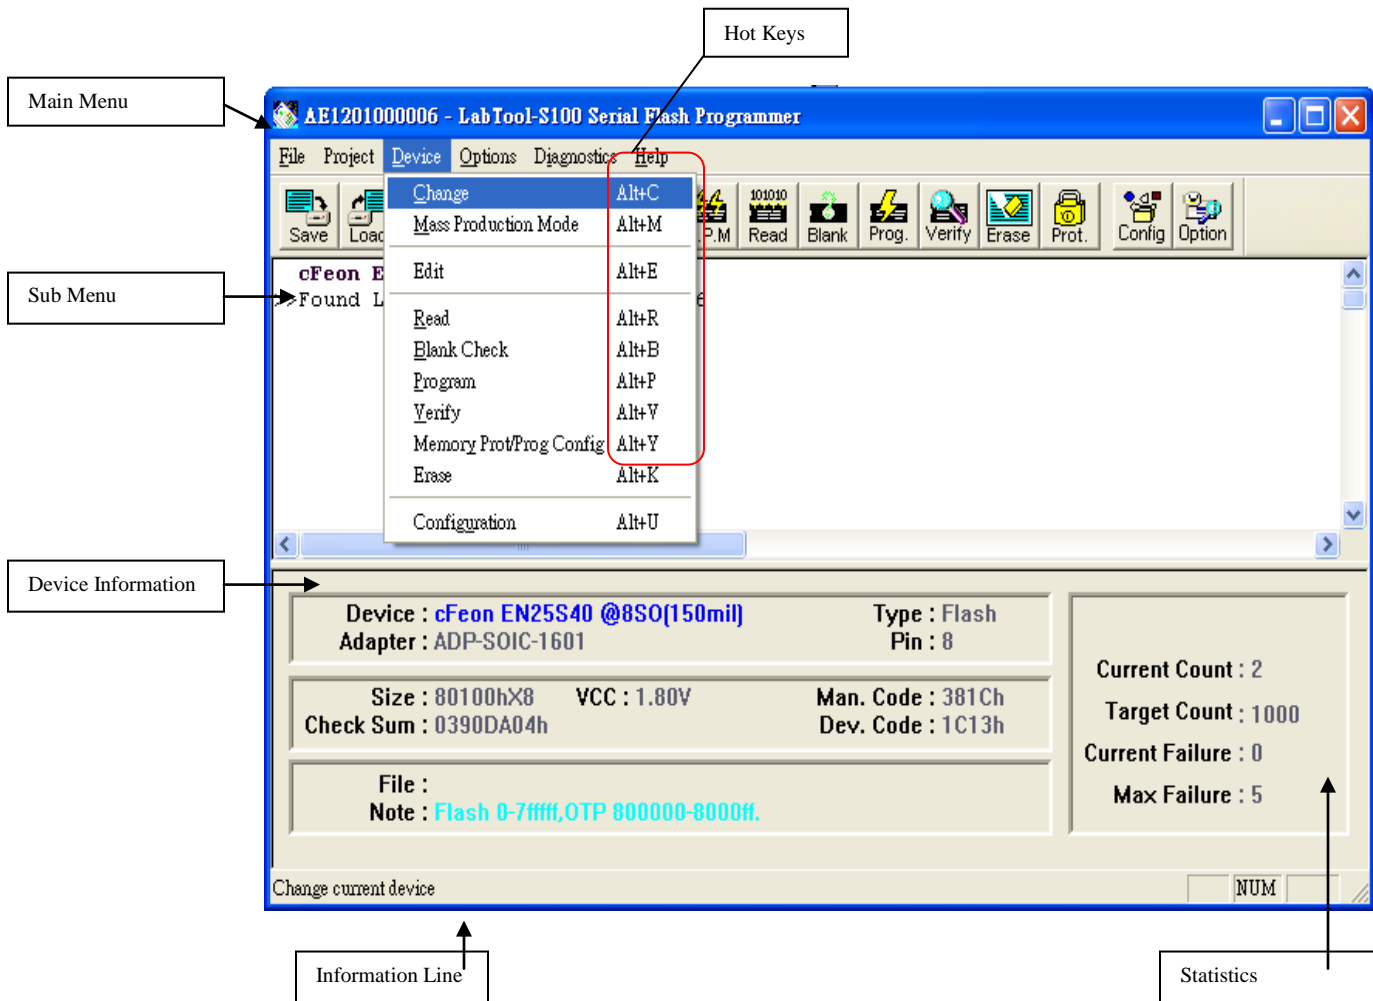 Hot Keys
Main Menu
AE1201000006 - LabTool-S100 Serial Flash Programmer
File Project Device Options Diagnostics Help
Save Load P.M Read Blank Prog. Verify Erase Prot. Config Option
101010
Change Alt+C
Mass Production Mode Alt+M
Edit Alt+E
Read Alt+R
Blank Check Alt+B
Program Alt+P
Verify Alt+V
Memory Prot/Prog Config Alt+Y
Erase Alt+K
Configuration Alt+U
cFeon E
>>Found L 6
Sub Menu
Device Information
Device : cFeon EN25S40 @8SO(150mil) Type : Flash
Adapter : ADP-SOIC-1601 Pin : 8
Size : 80100hX8 VCC : 1.80V Man. Code : 381Ch
Check Sum : 0390DA04h Dev. Code : 1C13h
File :
Note : Flash 0-7fffff,OTP 800000-8000ff.
Current Count : 2
Target Count : 1000
Current Failure : 0
Max Failure : 5
Change current device NUM
Information Line
Statistics